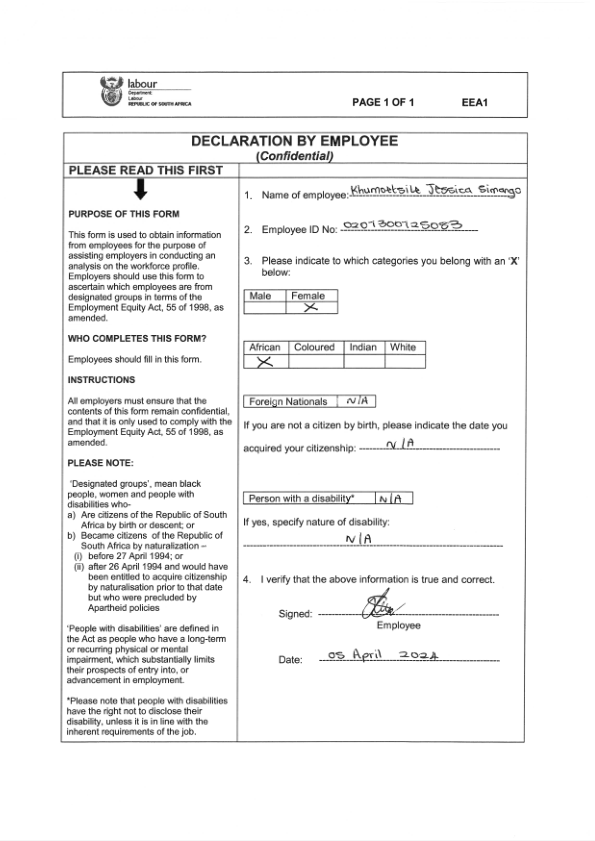 labour
Department:
Labour
REPUBLIC OF SOUTH AFRICA
PAGE 1 OF 1
EEA1
DECLARATION BY EMPLOYEE
(Confidential)
PLEASE READ THIS FIRST
PURPOSE OF THIS FORM
This form is used to obtain information
from employees for the purpose of
assisting employers in conducting an
analysis on the workforce profile.
Employers should use this form to
ascertain which employees are from
designated groups in terms of the
Employment Equity Act, 55 of 1998, as
amended.
WHO COMPLETES THIS FORM?
Employees should fill in this form.
INSTRUCTIONS
All employers must ensure that the
contents of this form remain confidential,
and that it is only used to comply with the
Employment Equity Act, 55 of 1998, as
amended.
PLEASE NOTE:
'Designated groups', mean black
people, women and people with
disabilities who-
a) Are citizens of the Republic of South
Africa by birth or descent; or
b) Became citizens of the Republic of
South Africa by naturalization –
(i) before 27 April 1994; or
(ii) after 26 April 1994 and would have
been entitled to acquire citizenship
by naturalisation prior to that date
but who were precluded by
Apartheid policies
'People with disabilities' are defined in
the Act as people who have a long-term
or recurring physical or mental
impairment, which substantially limits
their prospects of entry into, or
advancement in employment.
*Please note that people with disabilities
have the right not to disclose their
disability, unless it is in line with the
inherent requirements of the job.
1. Name of employee: Khumoetsile Jessica Simango
2. Employee ID No: 0207300725083
3. Please indicate to which categories you belong with an 'X'
below:
Male Female
X
African Coloured Indian White
X
Foreign Nationals N/A
If you are not a citizen by birth, please indicate the date you
acquired your citizenship: N/A
Person with a disability* N/A
If yes, specify nature of disability:
N/A
4. I verify that the above information is true and correct.
Signed:
Employee
Date: 05 April 2024